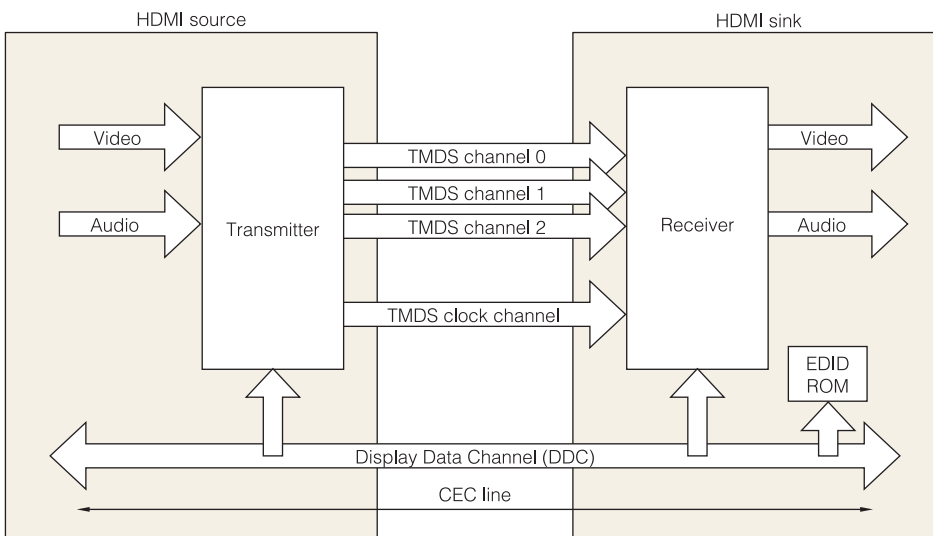 HDMI source
HDMI sink
Video
Audio
Transmitter
TMDS channel 0
TMDS channel 1
TMDS channel 2
TMDS clock channel
Receiver
Video
Audio
EDID
ROM
Display Data Channel (DDC)
CEC line